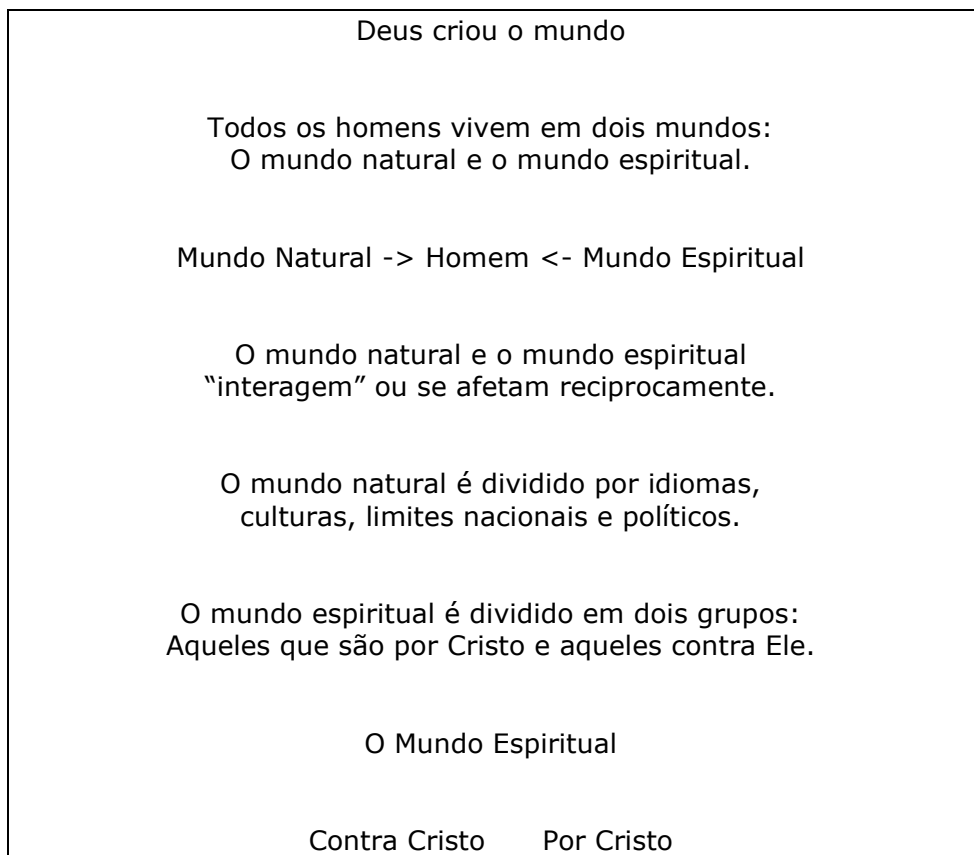 Deus criou o mundo
Todos os homens vivem em dois mundos:
O mundo natural e o mundo espiritual.
Mundo Natural -> Homem <- Mundo Espiritual
O mundo natural e o mundo espiritual
“interagem” ou se afetam reciprocamente.
O mundo natural é dividido por idiomas,
culturas, limites nacionais e políticos.
O mundo espiritual é dividido em dois grupos:
Aqueles que são por Cristo e aqueles contra Ele.
O Mundo Espiritual
Contra Cristo Por Cristo